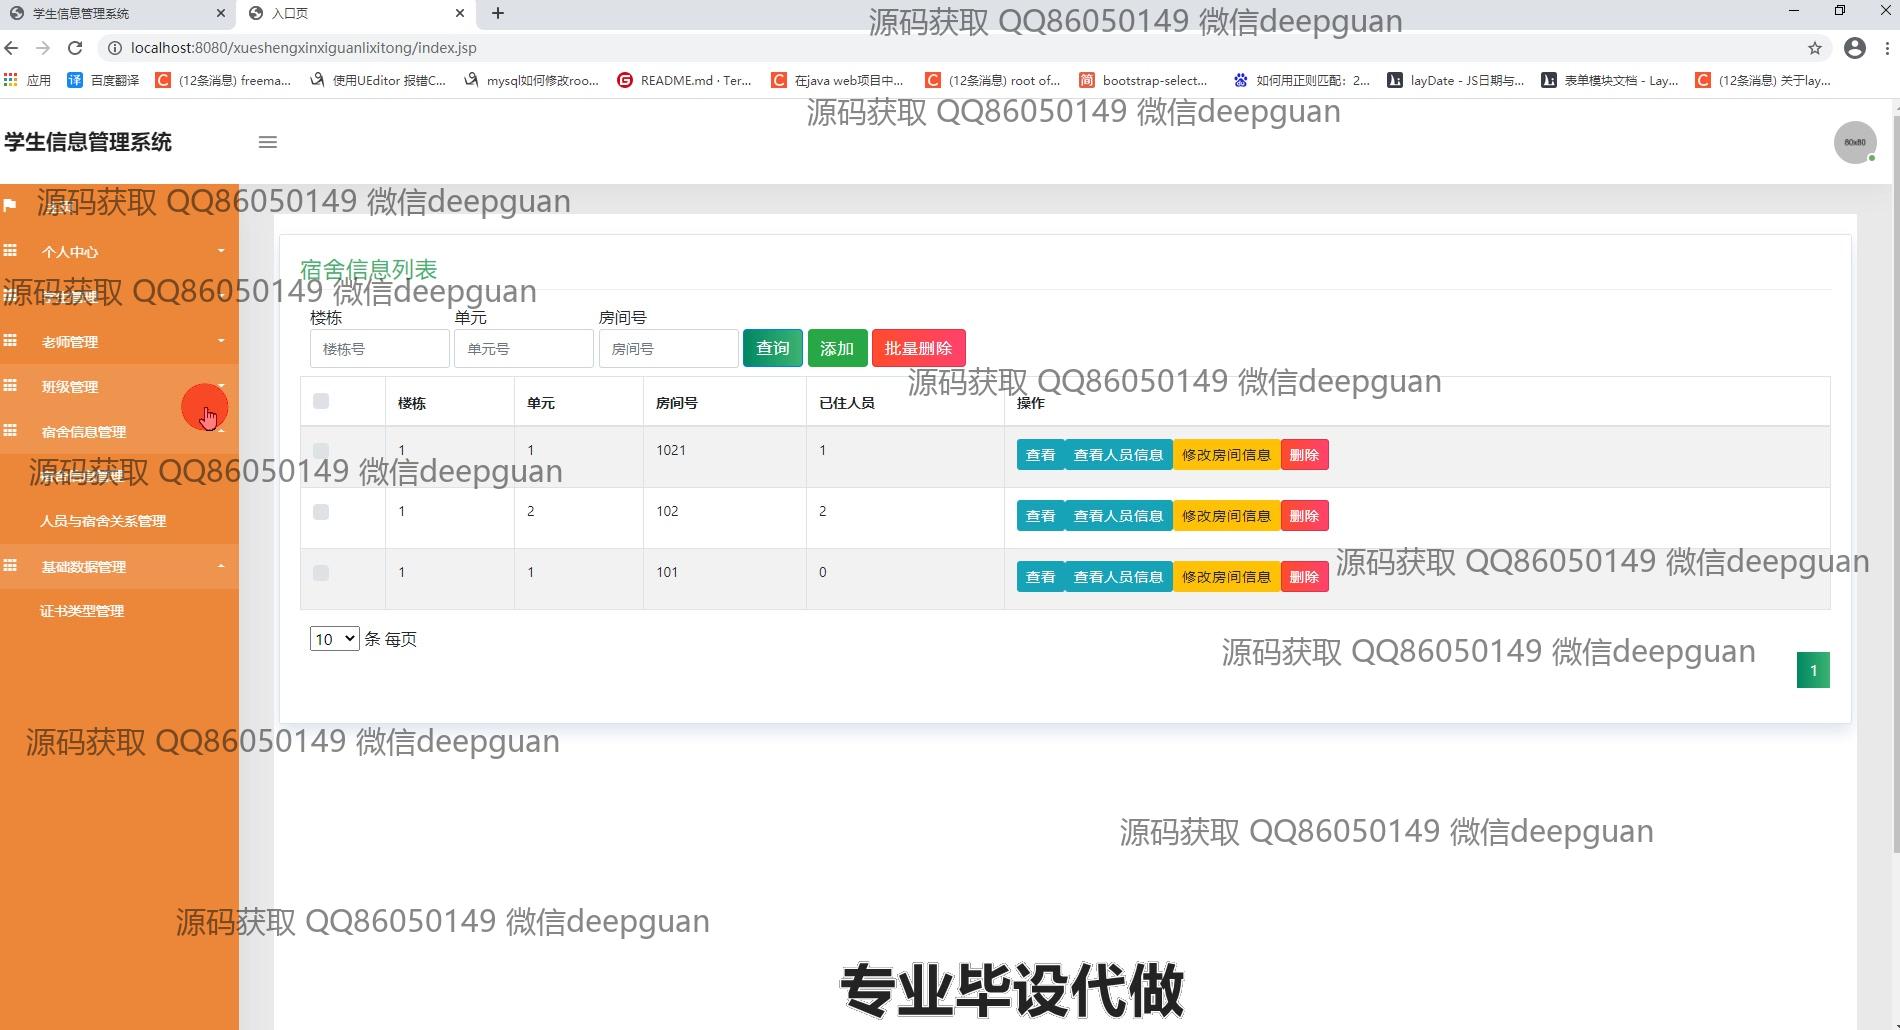 学生信息管理系统
入口页
源码获取 QQ86050149 微信deepguan
localhost:8080/xueshengxinxiguanlixitong/index.jsp
应用
百度翻译
(12条消息) freema...
使用UEditor 报错C...
mysql如何修改roo...
README.md · Ter...
在java web项目中...
(12条消息) root of...
bootstrap-select...
如何用正则匹配：2...
layDate - JS日期与...
表单模块文档 - Lay...
(12条消息) 关于lay...
源码获取 QQ86050149 微信deepguan
学生信息管理系统
80x80
源码获取 QQ86050149 微信deepguan
个人中心
宿舍信息列表
源码获取 QQ86050149 微信deepguan
楼栋 单元 房间号
老师管理
楼栋号 单元号 房间号 查询 添加 批量删除
班级管理
源码获取 QQ86050149 微信deepguan
楼栋 单元 房间号 已住人员 操作
宿舍信息管理
1 1 1021 1 查看 查看人员信息 修改房间信息 删除
源码获取 QQ86050149 微信deepguan
宿舍信息管理
1 2 102 2 查看 查看人员信息 修改房间信息 删除
人员与宿舍关系管理
源码获取 QQ86050149 微信deepguan
基础数据管理
1 1 101 0 查看 查看人员信息 修改房间信息 删除
证书类型管理
10 条 每页
源码获取 QQ86050149 微信deepguan
1
源码获取 QQ86050149 微信deepguan
源码获取 QQ86050149 微信deepguan
源码获取 QQ86050149 微信deepguan
专业毕设代做